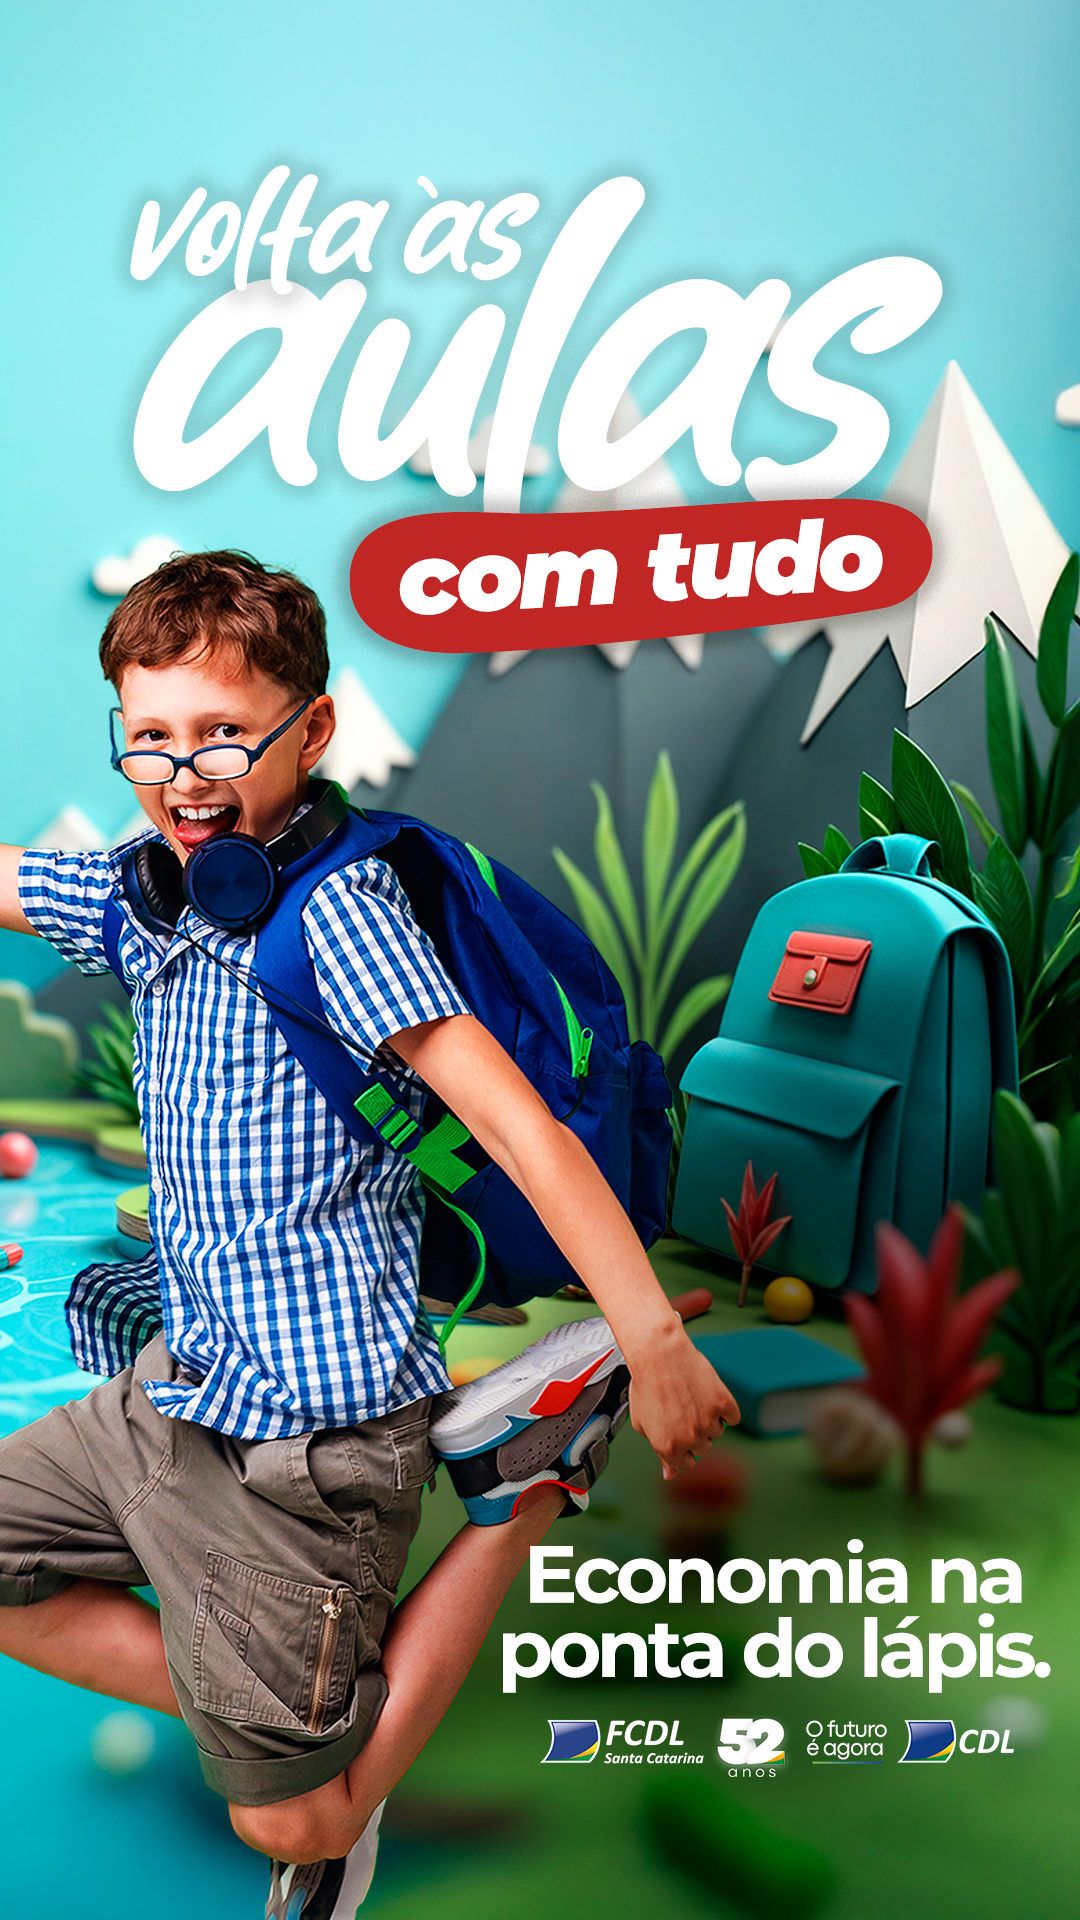 volta às
aulas
com tudo
Economia na
ponta do lápis.
FCDL
Santa Catarina
52
anos
O futuro
é agora
CDL